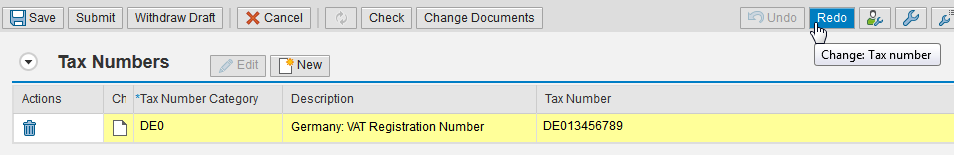 Save Submit Withdraw Draft Cancel Check Change Documents Undo Redo
Change: Tax number
Tax Numbers Edit New
Actions Ch *Tax Number Category Description Tax Number
DE0 Germany: VAT Registration Number DE013456789